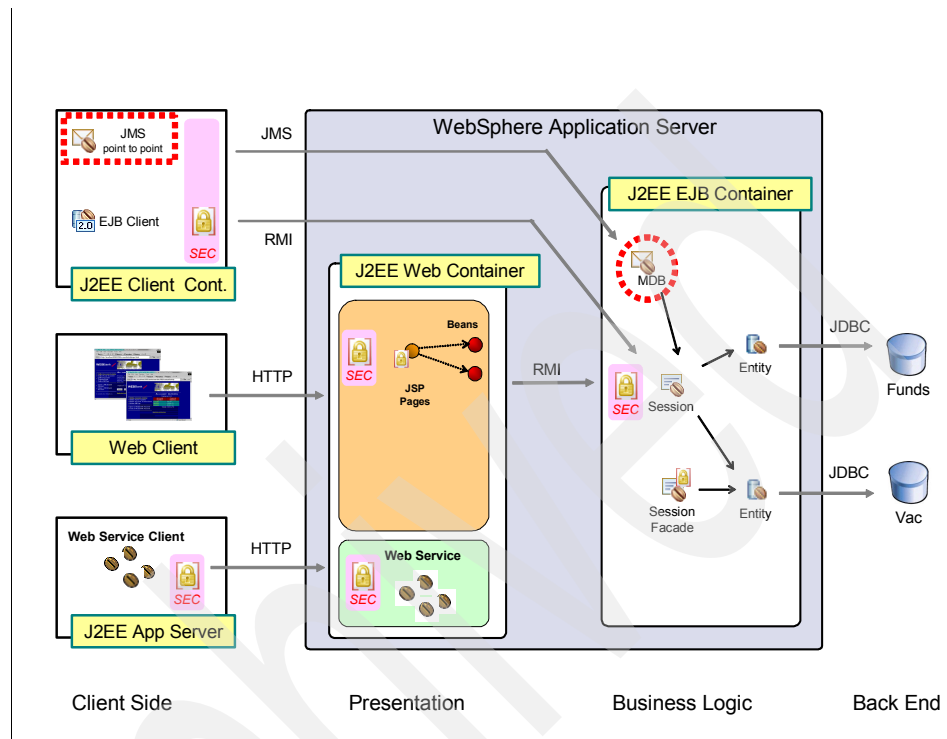 WebSphere Application Server
JMS
point to point
JMS
J2EE EJB Container
2.0
EJB Client
SEC
RMI
J2EE Client  Cont.
J2EE Web Container
MDB
Beans
SEC
JSP
Pages
HTTP
RMI
SEC
Session
Entity
JDBC
Funds
Web Client
Session
Facade
Entity
JDBC
Vac
Web Service Client
SEC
HTTP
Web Service
SEC
J2EE App Server
Client Side
Presentation
Business Logic
Back End